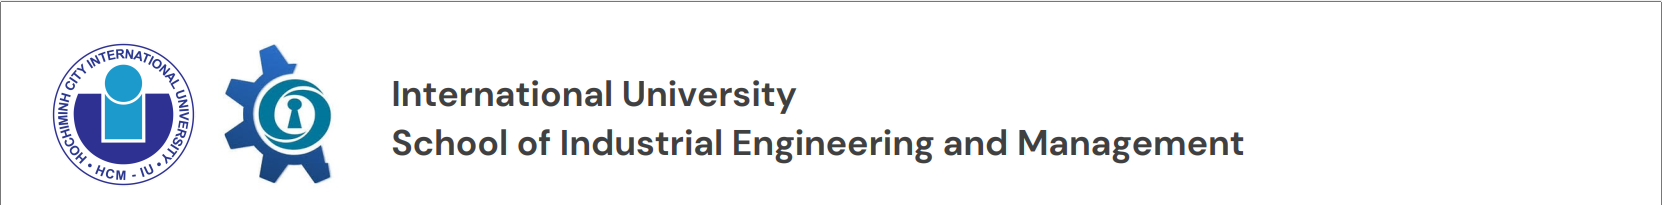 HOCHIMINH CITY INTERNATIONAL UNIVERSITY
• HCM - IU •
International University
School of Industrial Engineering and Management